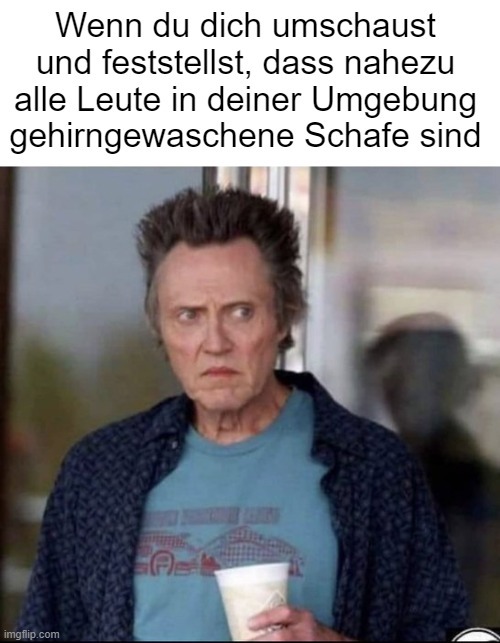 Wenn du dich umschaust
und feststellst, dass nahezu
alle Leute in deiner Umgebung
gehirngewaschene Schafe sind
imgflip.com